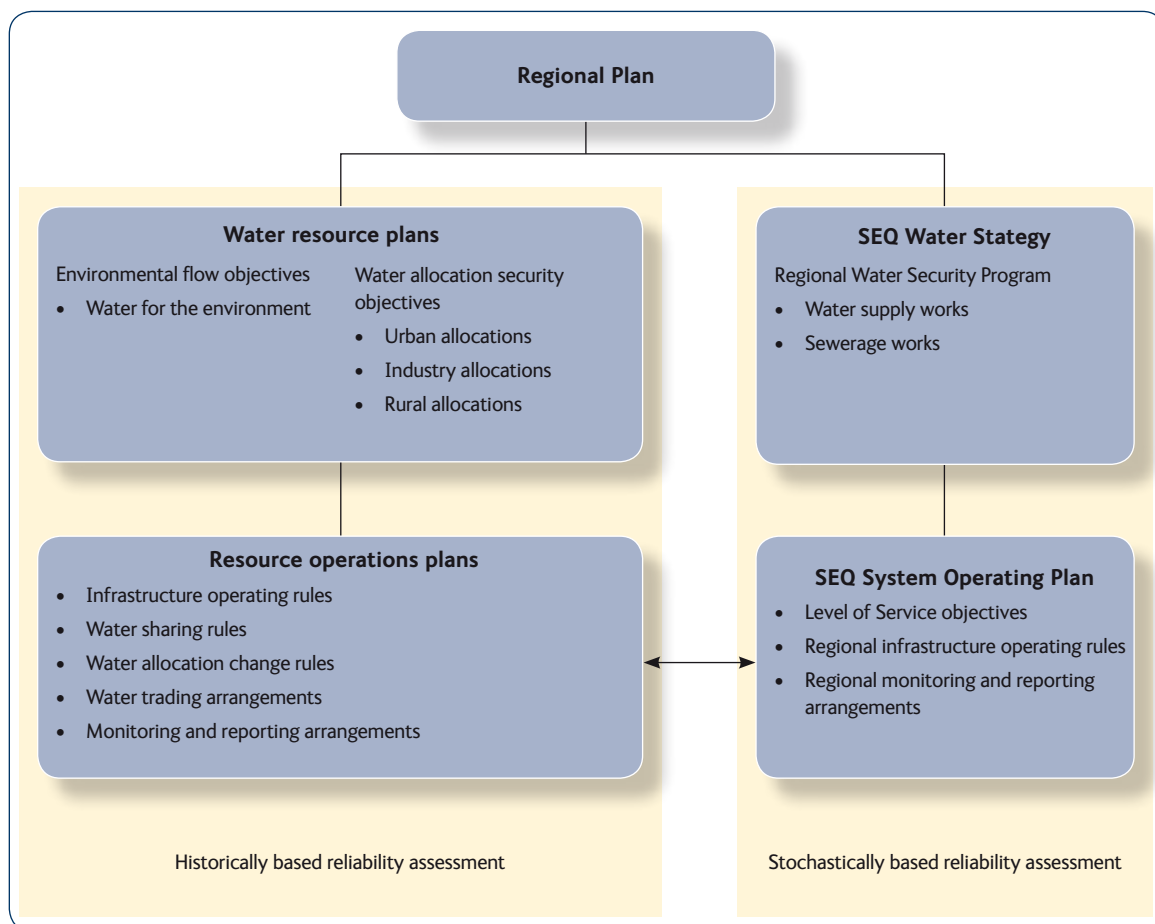 Regional Plan
Water resource plans
Environmental flow objectives
• Water for the environment
Water allocation security
objectives
• Urban allocations
• Industry allocations
• Rural allocations
SEQ Water Stategy
Regional Water Security Program
• Water supply works
• Sewerage works
Resource operations plans
• Infrastructure operating rules
• Water sharing rules
• Water allocation change rules
• Water trading arrangements
• Monitoring and reporting arrangements
SEQ System Operating Plan
• Level of Service objectives
• Regional infrastructure operating rules
• Regional monitoring and reporting
arrangements
Historically based reliability assessment
Stochastically based reliability assessment